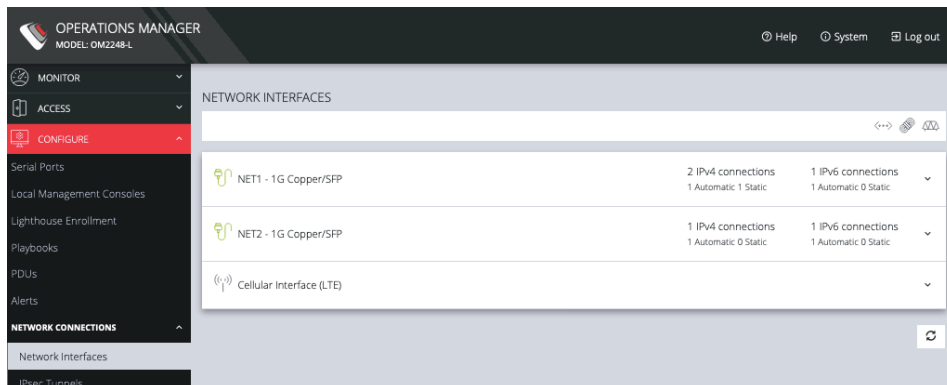 OPERATIONS MANAGER
MODEL: OM2248-L
Help
System
Log out
MONITOR
ACCESS
CONFIGURE
Serial Ports
Local Management Consoles
Lighthouse Enrollment
Playbooks
PDUs
Alerts
NETWORK CONNECTIONS
Network Interfaces
IPsec Tunnels
NETWORK INTERFACES
NET1 - 1G Copper/SFP
2 IPv4 connections
1 Automatic 1 Static
1 IPv6 connections
1 Automatic 0 Static
NET2 - 1G Copper/SFP
1 IPv4 connections
1 Automatic 0 Static
1 IPv6 connections
1 Automatic 0 Static
Cellular Interface (LTE)